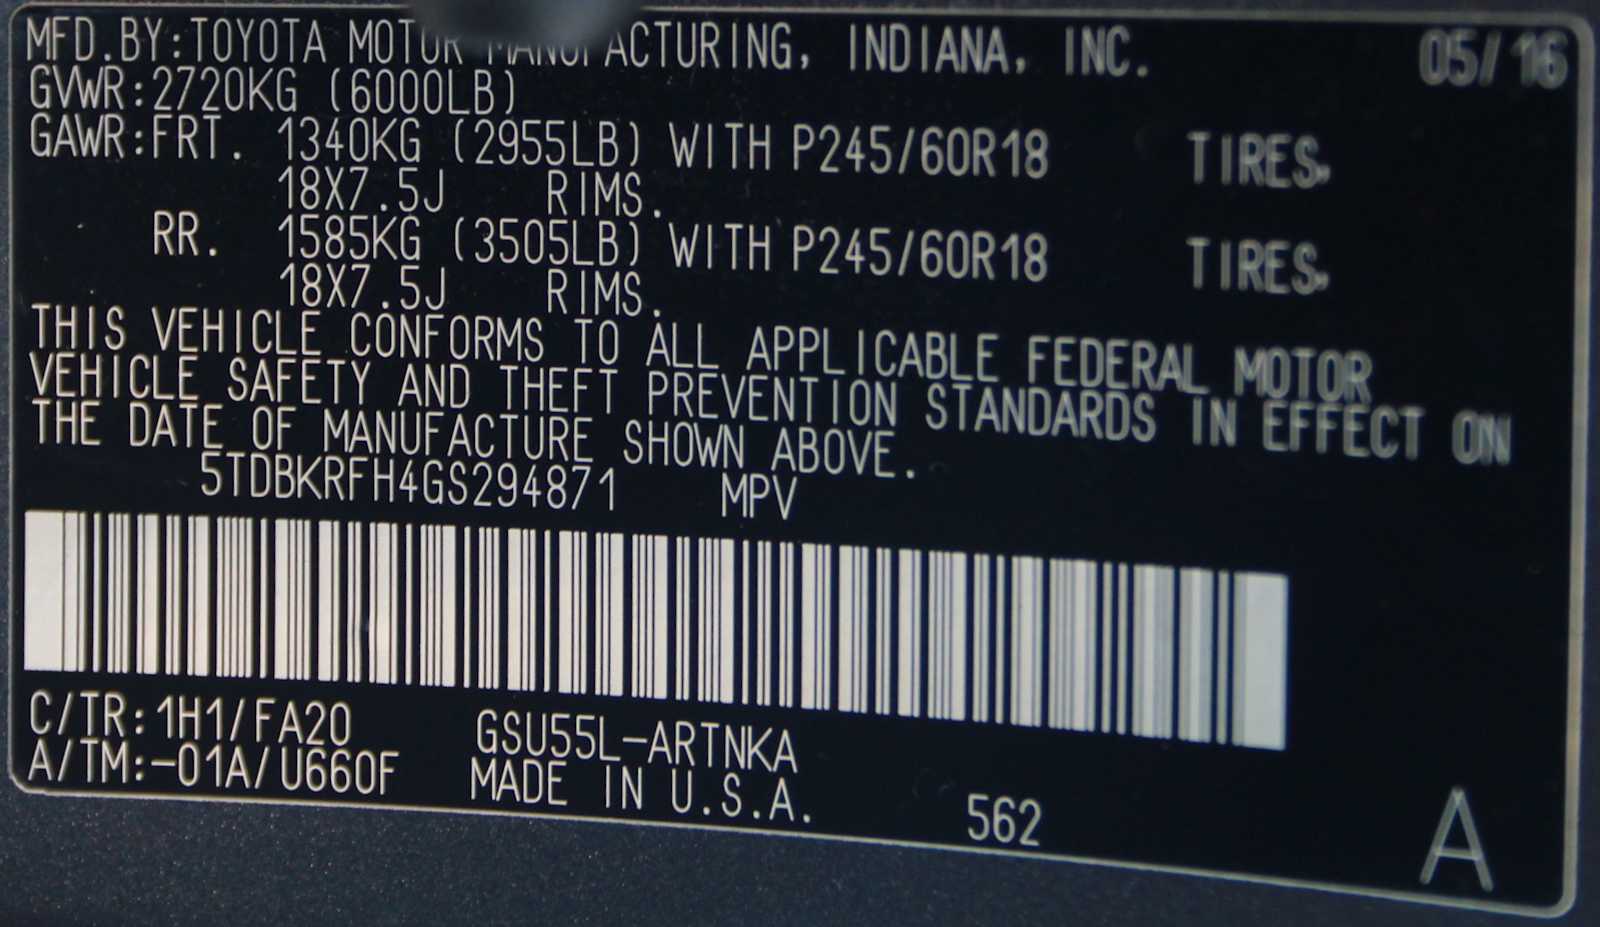 MFD.BY:TOYOTA MOTOR MANUFACTURING, INDIANA, INC. 05/16
GVWR:2720KG (6000LB)
GAWR:FRT. 1340KG (2955LB) WITH P245/60R18 TIRES,
18X7.5J RIMS.
RR. 1585KG (3505LB) WITH P245/60R18 TIRES,
18X7.5J RIMS.
THIS VEHICLE CONFORMS TO ALL APPLICABLE FEDERAL MOTOR
VEHICLE SAFETY AND THEFT PREVENTION STANDARDS IN EFFECT ON
THE DATE OF MANUFACTURE SHOWN ABOVE.
5TDBKRFH4GS294871 MPV
C/TR:1H1/FA20 GSU55L-ARTNKA
A/TM:-01A/U660F MADE IN U.S.A.
562 A